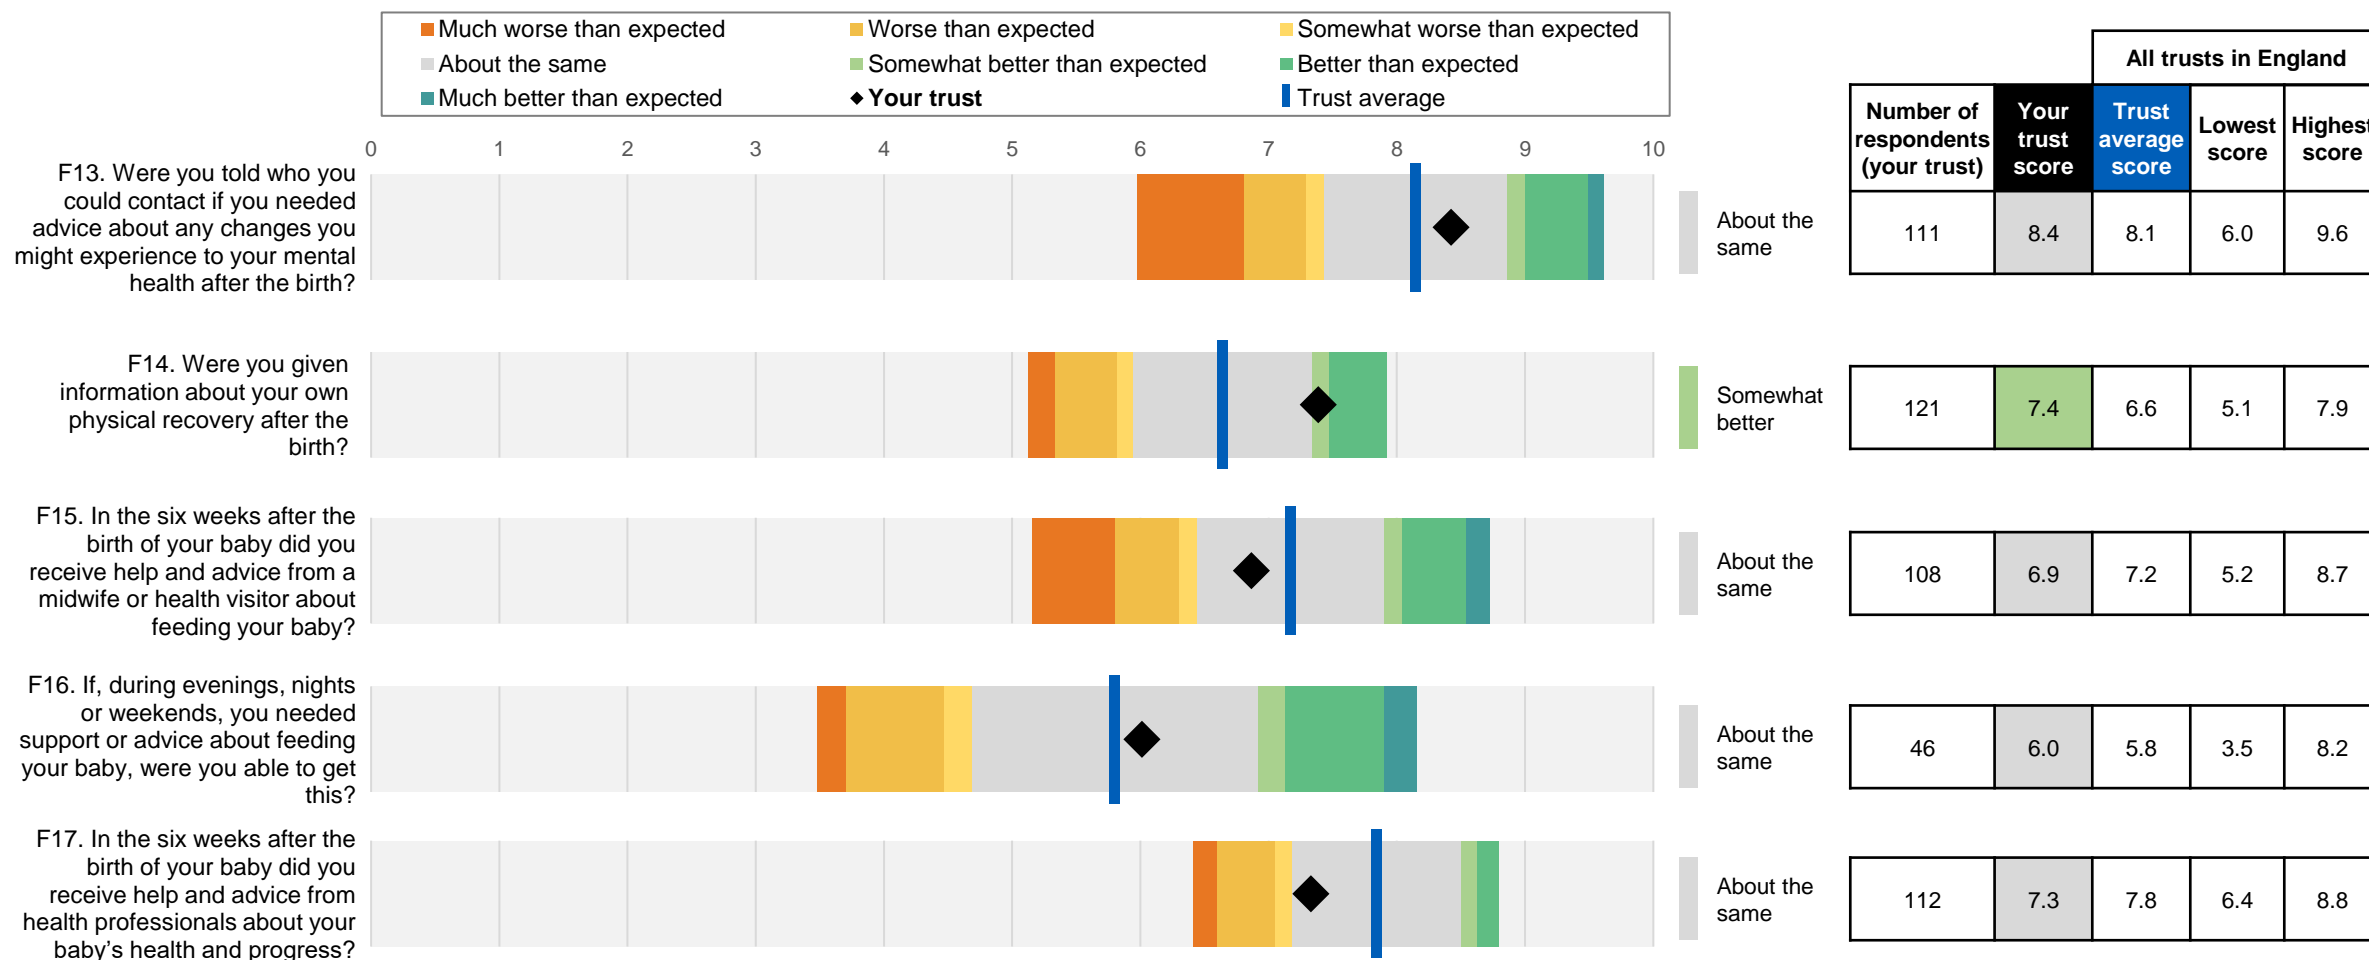 Much worse than expected
Worse than expected
Somewhat worse than expected
About the same
Somewhat better than expected
Better than expected
Much better than expected
Your trust
Trust average
All trusts in England
Number of
respondents
(your trust)
Your
trust
score
Trust
average
score
Lowest
score
Highest
score
0 1 2 3 4 5 6 7 8 9 10
F13. Were you told who you
could contact if you needed
advice about any changes you
might experience to your mental
health after the birth?
About the
same
111 8.4 8.1 6.0 9.6
F14. Were you given
information about your own
physical recovery after the
birth?
Somewhat
better
121 7.4 6.6 5.1 7.9
F15. In the six weeks after the
birth of your baby did you
receive help and advice from a
midwife or health visitor about
feeding your baby?
About the
same
108 6.9 7.2 5.2 8.7
F16. If, during evenings, nights
or weekends, you needed
support or advice about feeding
your baby, were you able to get
this?
About the
same
46 6.0 5.8 3.5 8.2
F17. In the six weeks after the
birth of your baby did you
receive help and advice from
health professionals about your
baby’s health and progress?
About the
same
112 7.3 7.8 6.4 8.8